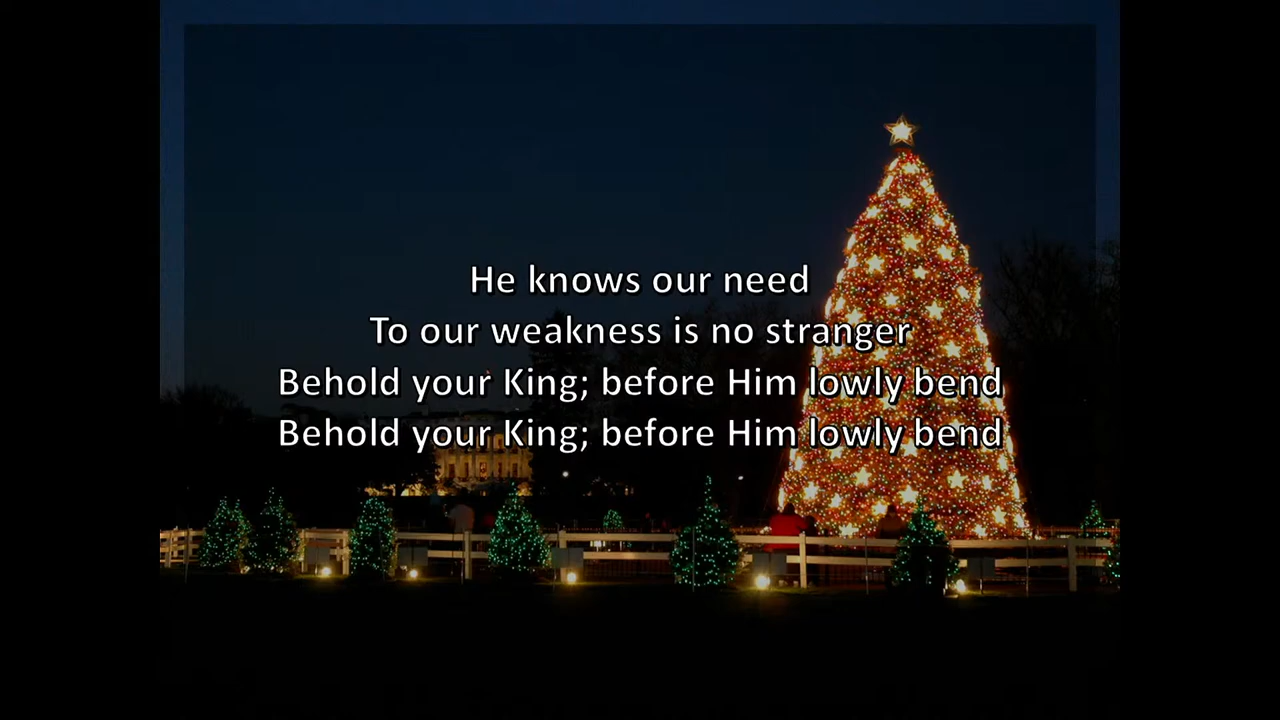 He knows our need
To our weakness is no stranger
Behold your King; before Him lowly bend
Behold your King; before Him lowly bend